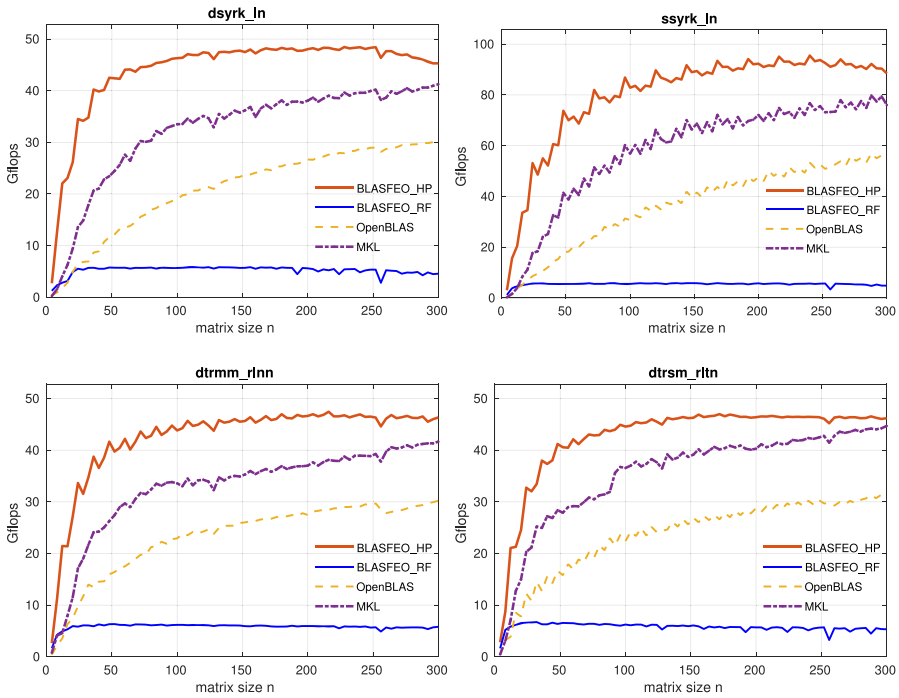 dsyrk_ln
50
40
30
20
10
0
Gflops
0 50 100 150 200 250 300
matrix size n
BLASFEO_HP
BLASFEO_RF
OpenBLAS
MKL
ssyrk_ln
100
80
60
40
20
0
Gflops
0 50 100 150 200 250 300
matrix size n
BLASFEO_HP
BLASFEO_RF
OpenBLAS
MKL
dtrmm_rlnn
50
40
30
20
10
0
Gflops
0 50 100 150 200 250 300
matrix size n
BLASFEO_HP
BLASFEO_RF
OpenBLAS
MKL
dtrsm_rltn
50
40
30
20
10
0
Gflops
0 50 100 150 200 250 300
matrix size n
BLASFEO_HP
BLASFEO_RF
OpenBLAS
MKL